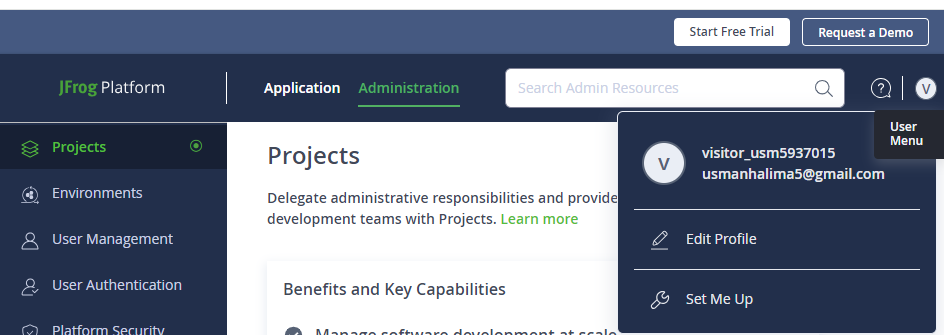 Start Free Trial
Request a Demo
JFrog Platform
Application
Administration
Search Admin Resources
V
User
Menu
Projects
Environments
User Management
User Authentication
Platform Security
Projects
Delegate administrative responsibilities and provide
development teams with Projects. Learn more
Benefits and Key Capabilities
Manage software development at scale
V
visitor_usm5937015
usmanhalima5@gmail.com
Edit Profile
Set Me Up